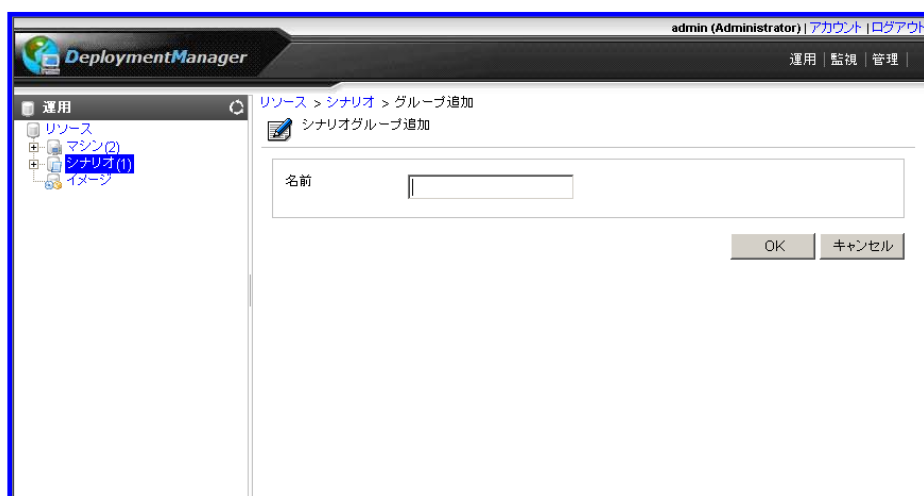 admin (Administrator) | アカウント | ログアウト
DeploymentManager
運用 | 監視 | 管理 |
運用
リソース
マシン(2)
シナリオ(1)
イメージ
リソース > シナリオ > グループ追加
シナリオグループ追加
名前
OK キャンセル